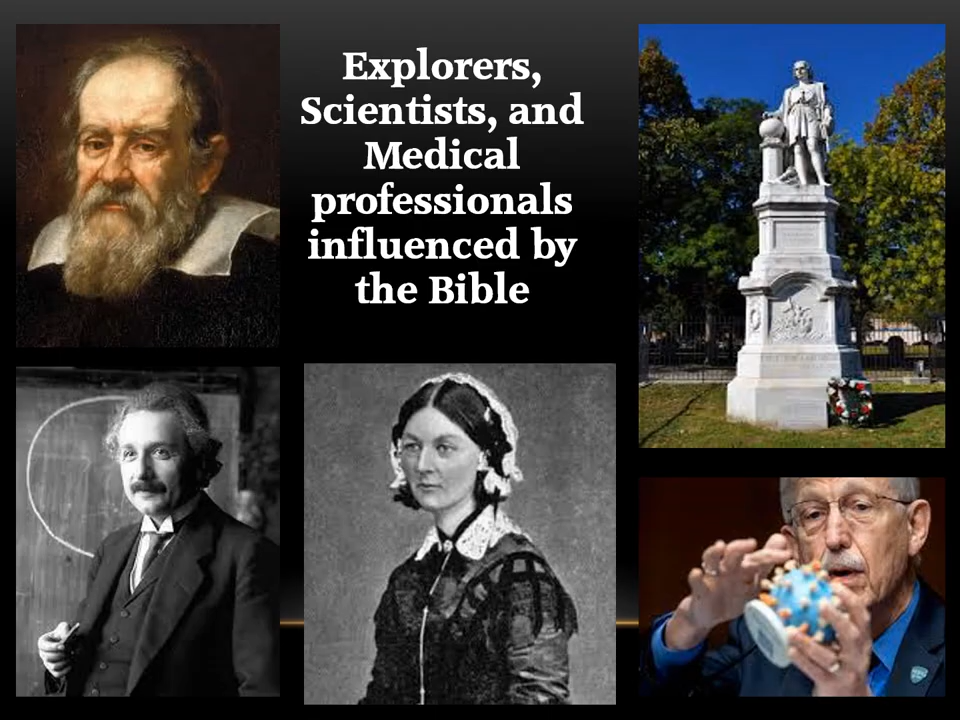 Explorers,
Scientists, and
Medical
professionals
influenced by
the Bible